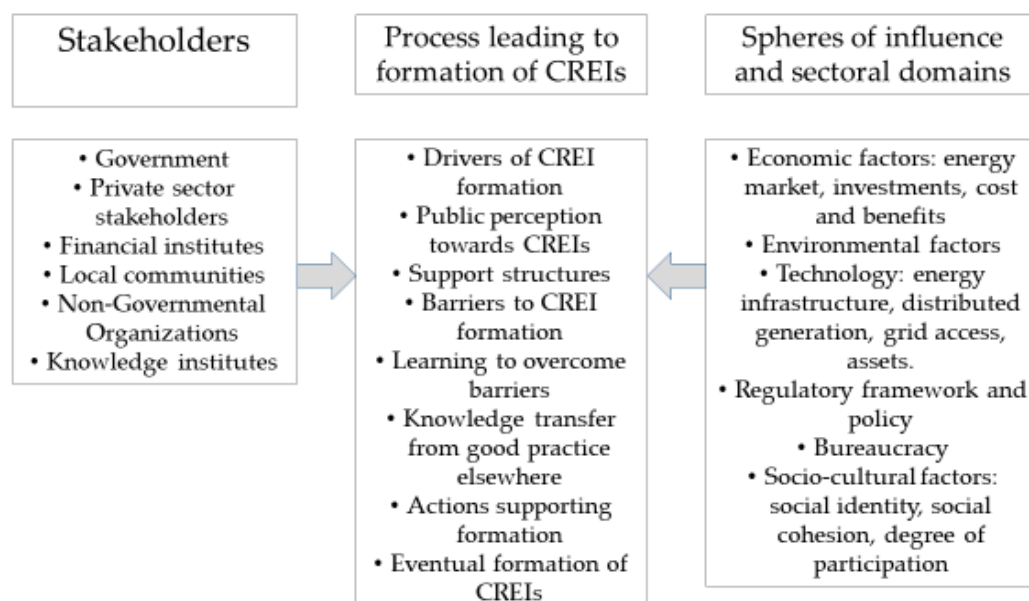 Stakeholders
Process leading to
formation of CREIs
Spheres of influence
and sectoral domains
• Government
• Private sector
stakeholders
• Financial institutes
• Local communities
• Non-Governmental
Organizations
• Knowledge institutes
• Drivers of CREI
formation
• Public perception
towards CREIs
• Support structures
• Barriers to CREI
formation
• Learning to overcome
barriers
• Knowledge transfer
from good practice
elsewhere
• Actions supporting
formation
• Eventual formation of
CREIs
• Economic factors: energy
market, investments, cost
and benefits
• Environmental factors
• Technology: energy
infrastructure, distributed
generation, grid access,
assets.
• Regulatory framework and
policy
• Bureaucracy
• Socio-cultural factors:
social identity, social
cohesion, degree of
participation